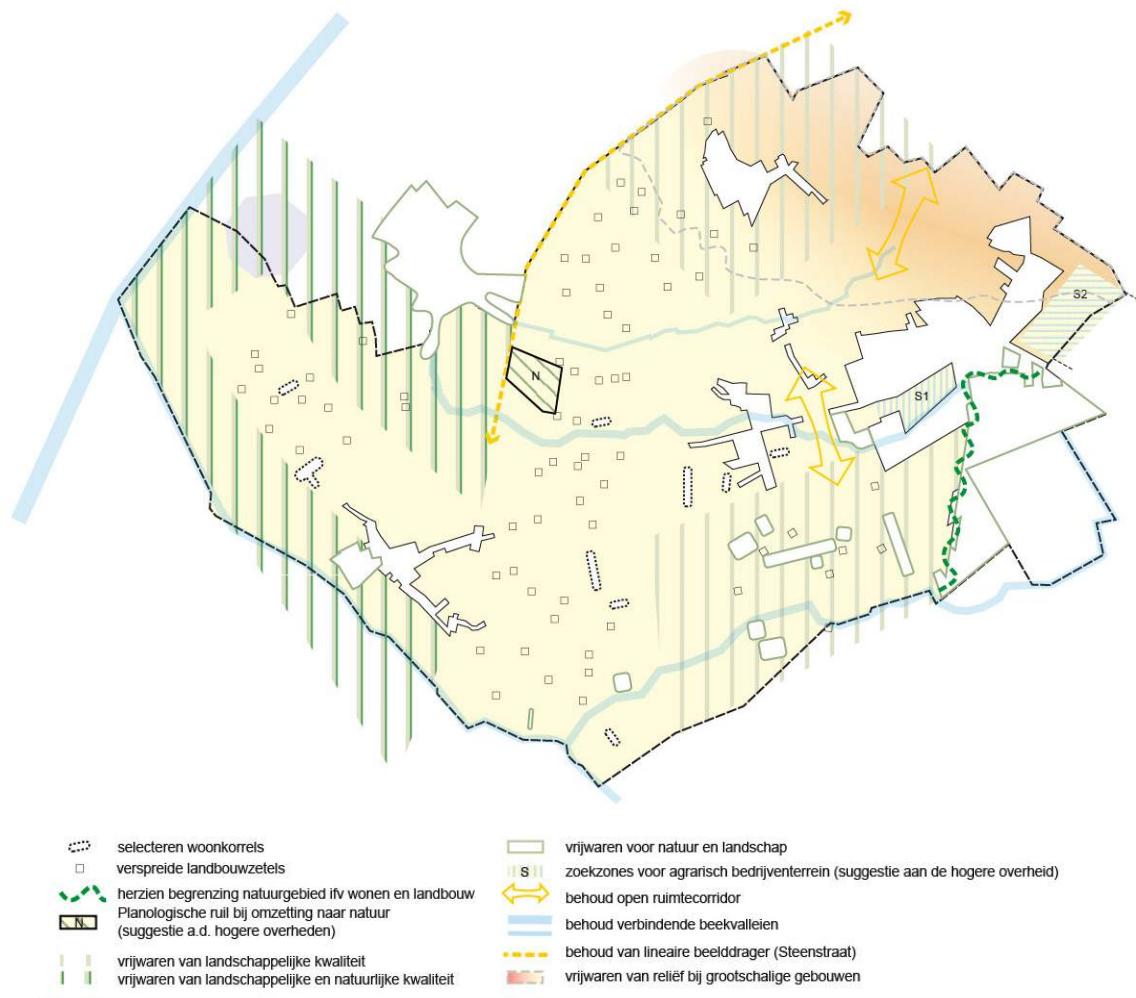 S2
N
S1
selecteren woonkorrels
verspreide landbouwzetels
herzien begrenzing natuurgebied ifv wonen en landbouw
N
Planologische ruil bij omzetting naar natuur
(suggestie a.d. hogere overheden)
vrijwaren van landschappelijke kwaliteit
vrijwaren van landschappelijke en natuurlijke kwaliteit
vrijwaren voor natuur en landschap
S
zoekzones voor agrarisch bedrijventerrein (suggestie aan de hogere overheid)
behoud open ruimtecorridor
behoud verbindende beekvalleien
behoud van lineaire beelddrager (Steenstraat)
vrijwaren van reliëf bij grootschalige gebouwen